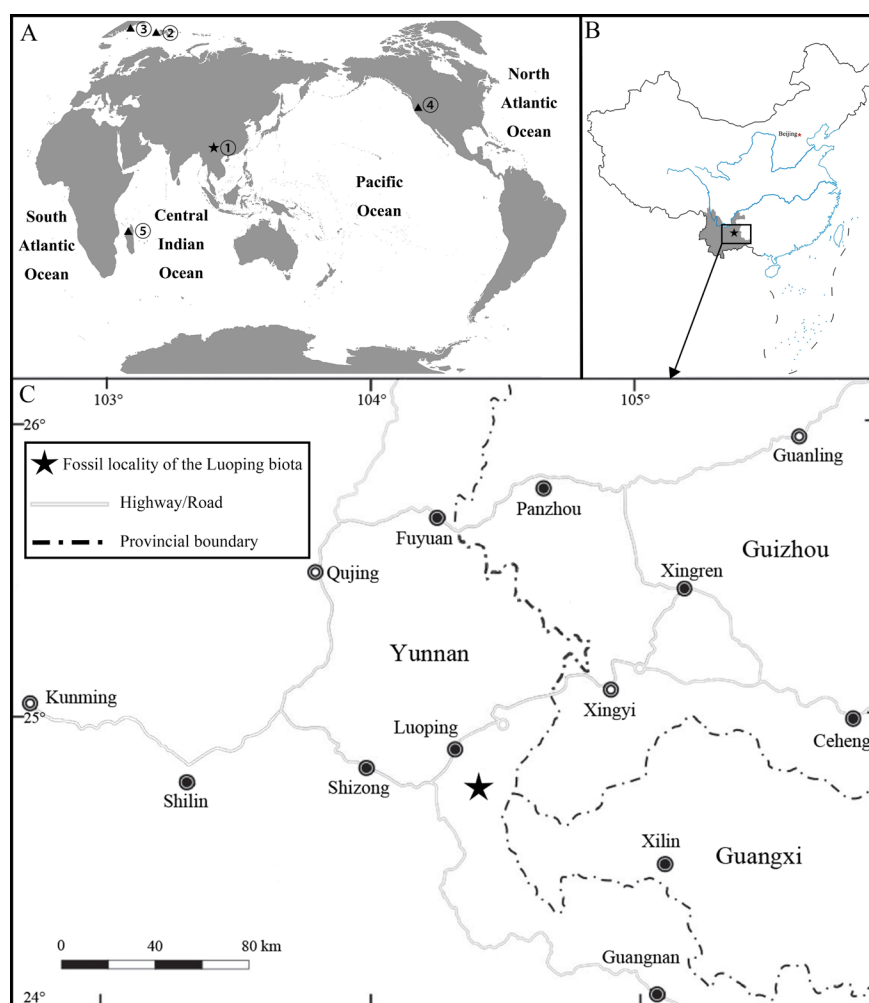 A
③
②
North
Atlantic
Ocean
④
①
Pacific
Ocean
South
Atlantic
Ocean
Central
Indian
Ocean
⑤
B
Beijing
103°
104°
105°
C
26°
★ Fossil locality of the Luoping biota
Highway/Road
Provincial boundary
Guanling
Panzhou
Fuyuan
Guizhou
Qujing
Xingren
Yunnan
Kunming
25°
Luoping
Xingyi
Ceheng
Shizong
Shilin
Xilin
Guangxi
0 40 80 km
Guangnan
24°